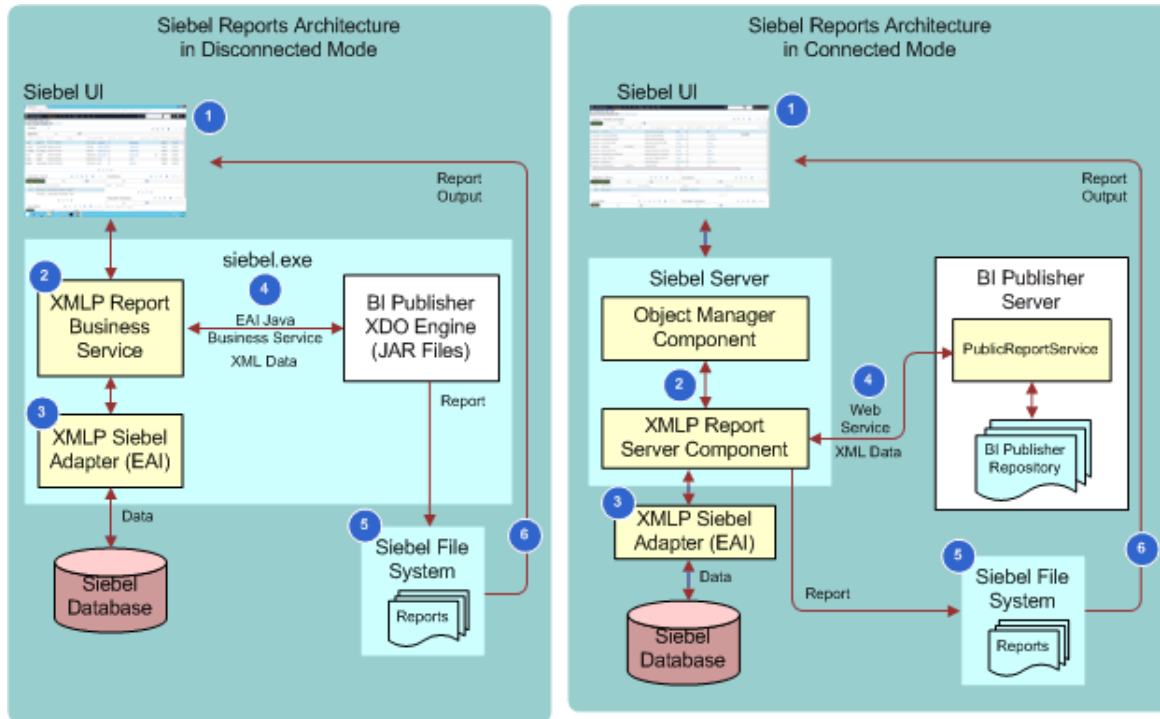 Siebel Reports Architecture
in Disconnected Mode
Siebel UI
1
Report
Output
siebel.exe
2
XMLP Report
Business
Service
4
EAI Java
Business Service
XML Data
BI Publisher
XDO Engine
(JAR Files)
3
XMLP Siebel
Adapter (EAI)
Report
Data
Siebel
Database
5
Siebel File
System
Reports
6
Siebel Reports Architecture
in Connected Mode
Siebel UI
1
Report
Output
Siebel Server
Object Manager
Component
2
XMLP Report
Server Component
4
Web
Service
XML Data
BI Publisher
Server
PublicReportService
BI Publisher
Repository
3
XMLP Siebel
Adapter (EAI)
Data
Siebel
Database
Report
5
Siebel File
System
Reports
6